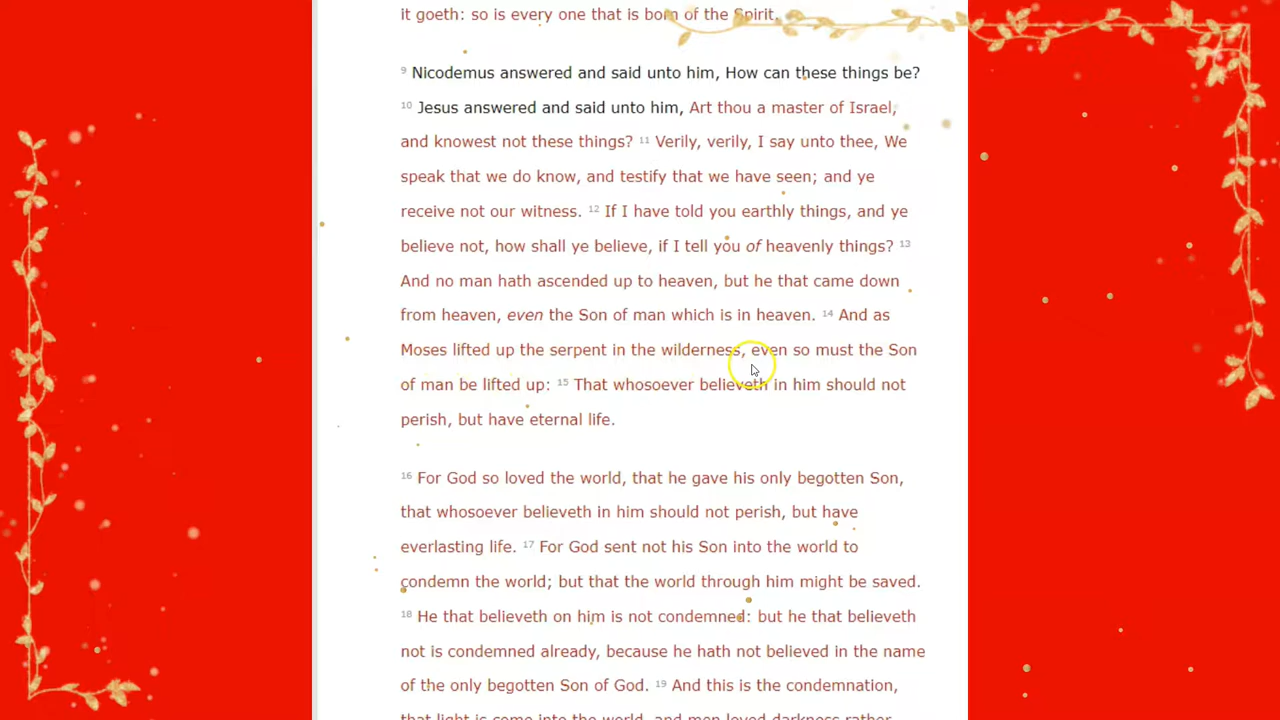 it goeth: so is every one that is born of the Spirit.
9 Nicodemus answered and said unto him, How can these things be?
10 Jesus answered and said unto him, Art thou a master of Israel,
and knowest not these things? 11 Verily, verily, I say unto thee, We
speak that we do know, and testify that we have seen; and ye
receive not our witness. 12 If I have told you earthly things, and ye
believe not, how shall ye believe, if I tell you of heavenly things? 13
And no man hath ascended up to heaven, but he that came down
from heaven, even the Son of man which is in heaven. 14 And as
Moses lifted up the serpent in the wilderness, even so must the Son
of man be lifted up: 15 That whosoever believeth in him should not
perish, but have eternal life.
16 For God so loved the world, that he gave his only begotten Son,
that whosoever believeth in him should not perish, but have
everlasting life. 17 For God sent not his Son into the world to
condemn the world; but that the world through him might be saved.
18 He that believeth on him is not condemned: but he that believeth
not is condemned already, because he hath not believed in the name
of the only begotten Son of God. 19 And this is the condemnation,
that light is come into the world, and men loved darkness rather